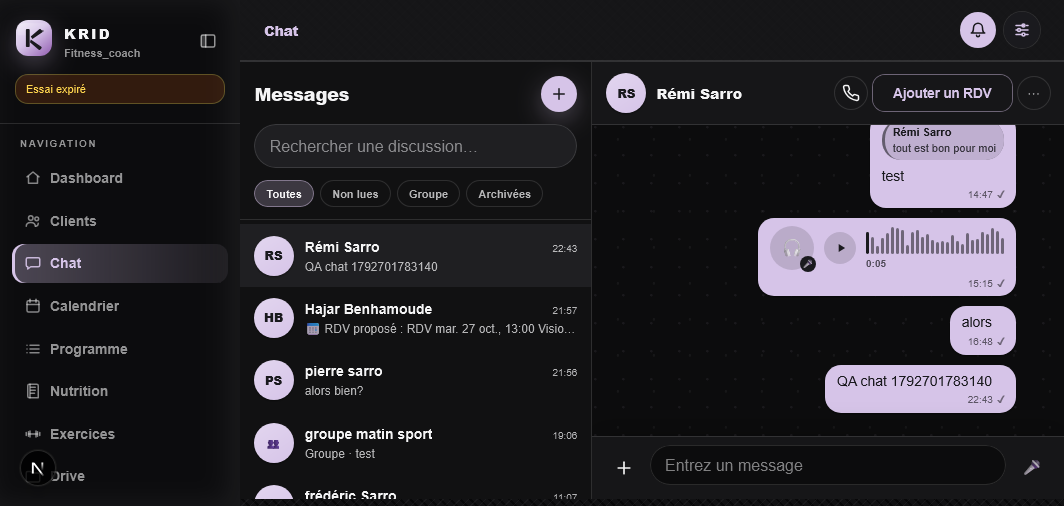 KRID
Fitness_coach
Essai expiré
NAVIGATION
Dashboard
Clients
Chat
Calendrier
Programme
Nutrition
Exercices
N
Drive
Chat
Messages
Rechercher une discussion…
Toutes
Non lues
Groupe
Archivées
RS
Rémi Sarro
22:43
QA chat 1792701783140
HB
Hajar Benhamoude
21:57
RDV proposé : RDV mar. 27 oct., 13:00 Visio…
PS
pierre sarro
21:56
alors bien?
groupe matin sport
19:06
Groupe · test
frédéric Sarro
11:07
RS
Rémi Sarro
Ajouter un RDV
Rémi Sarro
tout est bon pour moi
test
14:47
0:05
15:15
alors
16:48
QA chat 1792701783140
22:43
Entrez un message